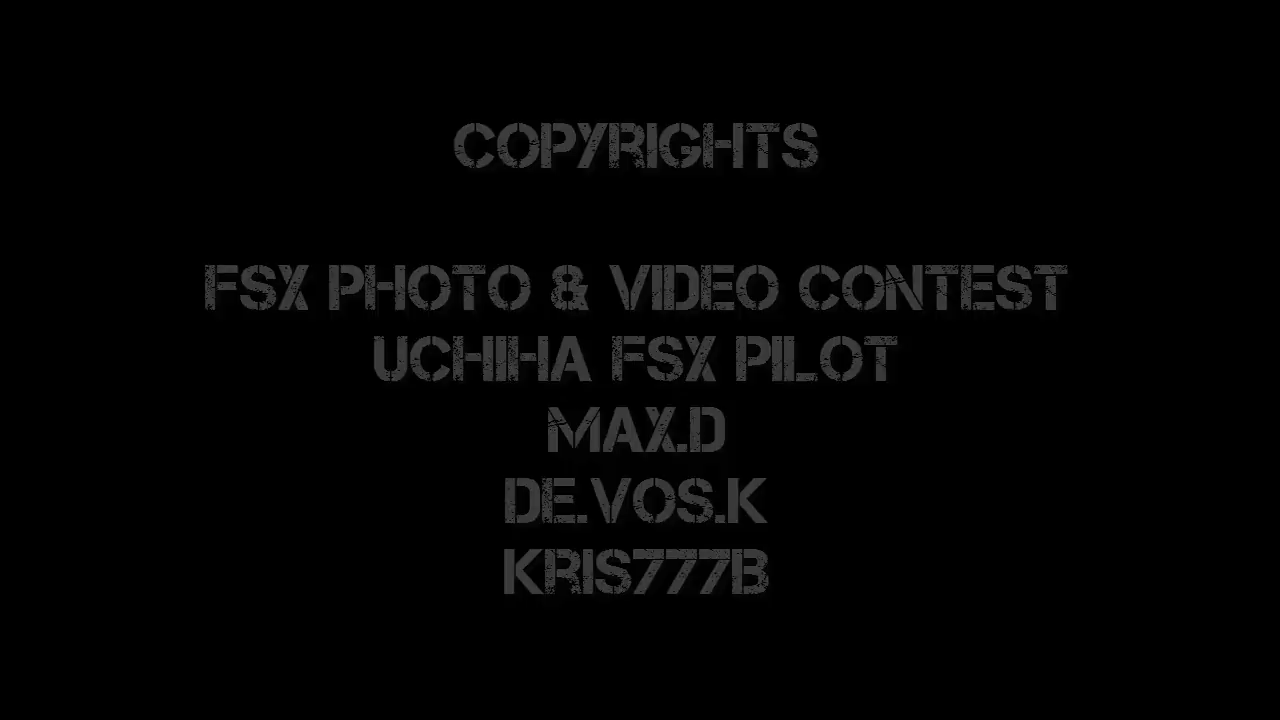 COPYRIGHTS
FSX PHOTO & VIDEO CONTEST
UCHIHA FSX PILOT
MAX.D
DE.VOS.K
KRIS777B